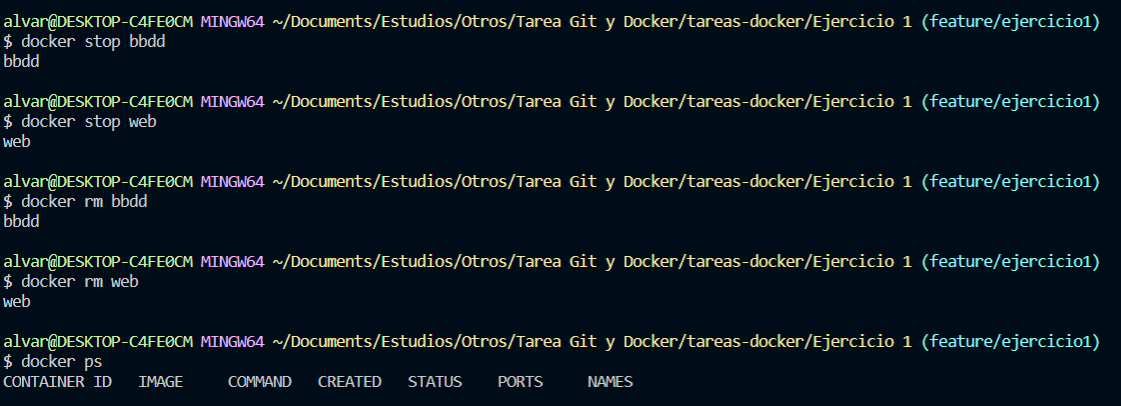 alvar@DESKTOP-C4FE0CM MINGW64 ~/Documents/Estudios/Otros/Tarea Git y Docker/tareas-docker/Ejercicio 1 (feature/ejercicio1)
$ docker stop bbdd
bbdd
alvar@DESKTOP-C4FE0CM MINGW64 ~/Documents/Estudios/Otros/Tarea Git y Docker/tareas-docker/Ejercicio 1 (feature/ejercicio1)
$ docker stop web
web
alvar@DESKTOP-C4FE0CM MINGW64 ~/Documents/Estudios/Otros/Tarea Git y Docker/tareas-docker/Ejercicio 1 (feature/ejercicio1)
$ docker rm bbdd
bbdd
alvar@DESKTOP-C4FE0CM MINGW64 ~/Documents/Estudios/Otros/Tarea Git y Docker/tareas-docker/Ejercicio 1 (feature/ejercicio1)
$ docker rm web
web
alvar@DESKTOP-C4FE0CM MINGW64 ~/Documents/Estudios/Otros/Tarea Git y Docker/tareas-docker/Ejercicio 1 (feature/ejercicio1)
$ docker ps
CONTAINER ID   IMAGE     COMMAND   CREATED   STATUS    PORTS     NAMES